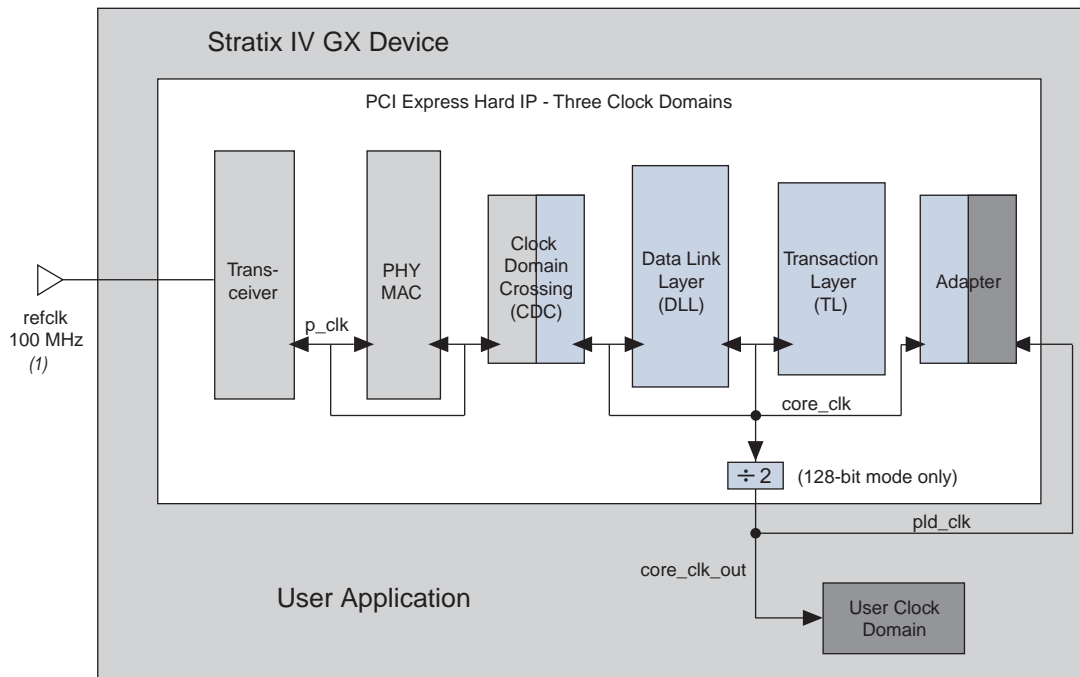 Stratix IV GX Device
PCI Express Hard IP - Three Clock Domains
Trans-
ceiver
PHY
MAC
Clock
Domain
Crossing
(CDC)
Data Link
Layer
(DLL)
Transaction
Layer
(TL)
Adapter
refclk
100 MHz
(1)
p_clk
core_clk
÷ 2
(128-bit mode only)
pld_clk
core_clk_out
User Application
User Clock
Domain